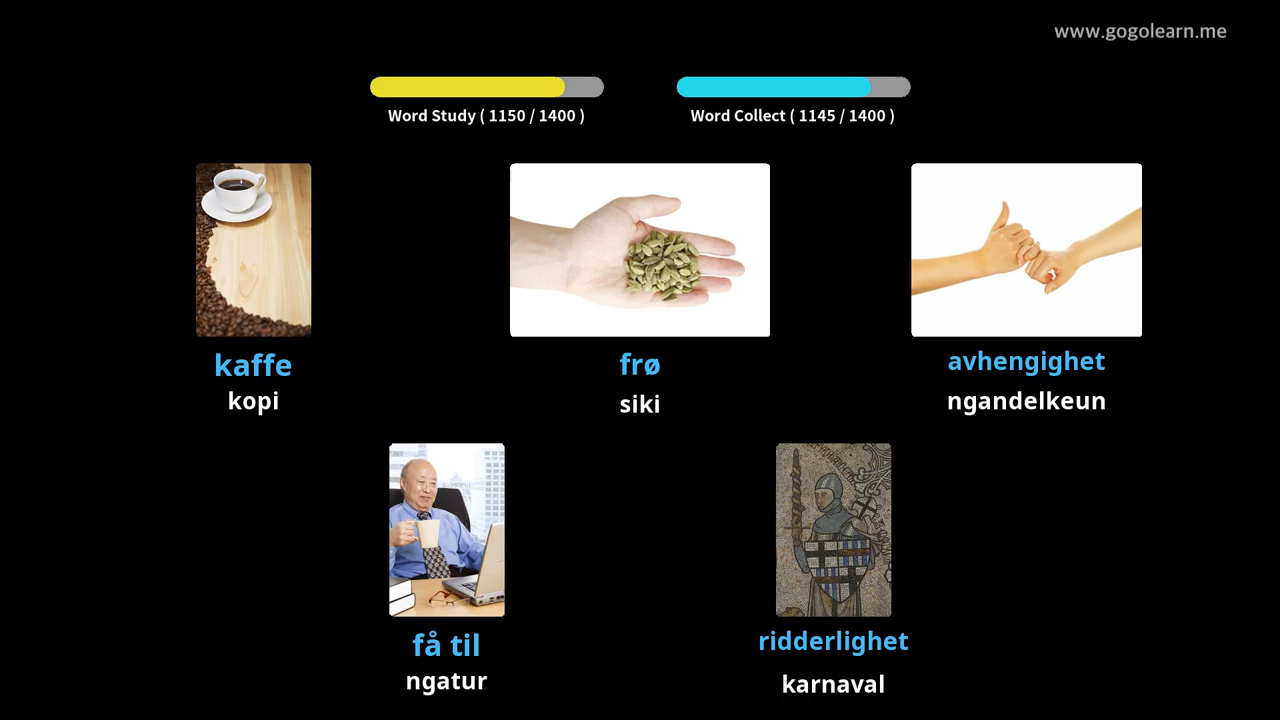 www.gogolearn.me
Word Study ( 1150 / 1400 )
Word Collect ( 1145 / 1400 )
kaffe
kopi
frø
siki
avhengighet
ngandelkeun
få til
ngatur
ridderlighet
karnaval